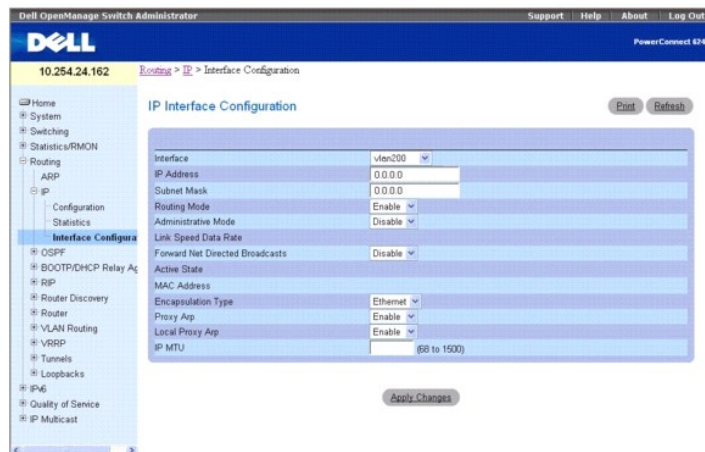 Dell OpenManage Switch Administrator
Support Help About Log Out
DELL
PowerConnect 624
10.254.24.162
Routing > IP > Interface Configuration
Home
System
Switching
Statistics/RMON
Routing
ARP
IP
Configuration
Statistics
Interface Configura
OSPF
BOOTP/DHCP Relay Ag
RIP
Router Discovery
Router
VLAN Routing
VRRP
Tunnels
Loopbacks
IPv6
Quality of Service
IP Multicast
IP Interface Configuration
Print Refresh
Interface vlan200
IP Address 0.0.0.0
Subnet Mask 0.0.0.0
Routing Mode Enable
Administrative Mode Disable
Link Speed Data Rate
Forward Net Directed Broadcasts Disable
Active State
MAC Address
Encapsulation Type Ethernet
Proxy Arp Enable
Local Proxy Arp Enable
IP MTU (68 to 1500)
Apply Changes